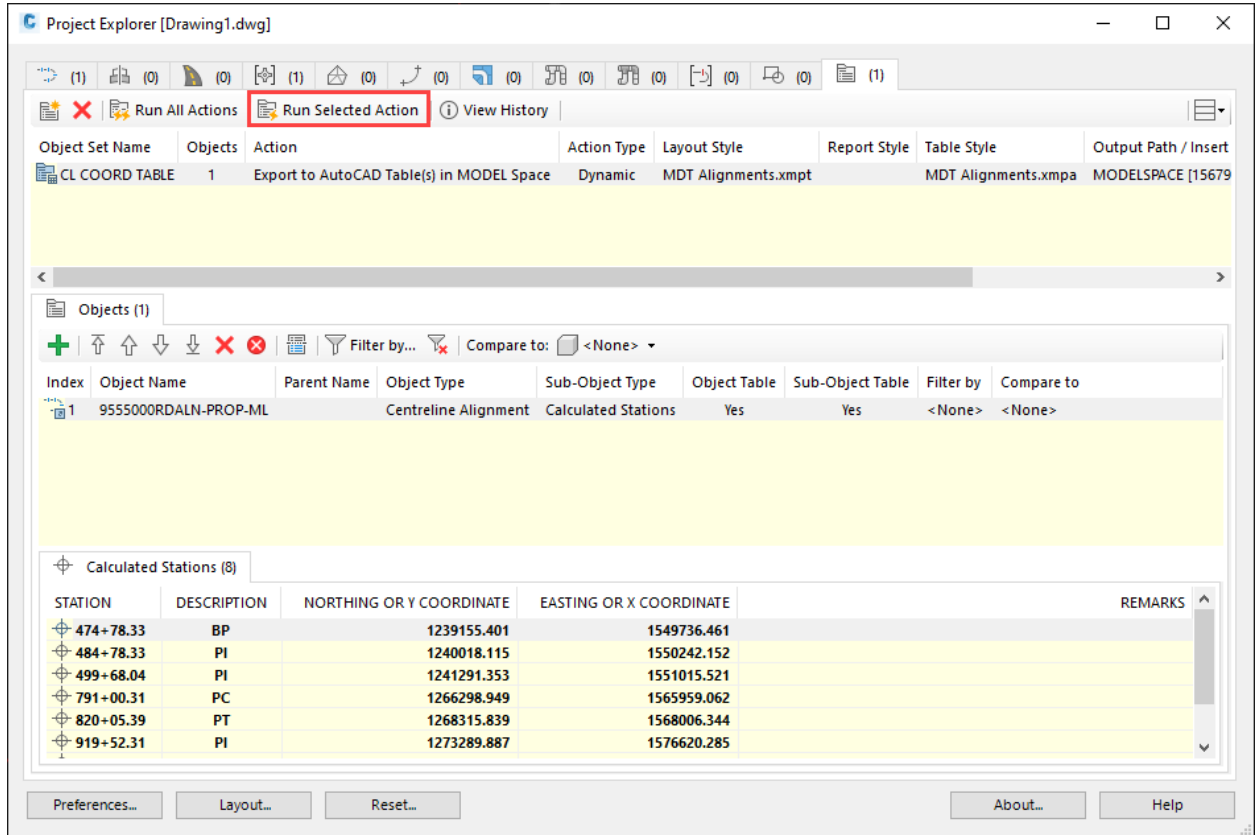 C Project Explorer [Drawing1.dwg]
(1) (0) (0) (1) (0) (0) (0) (0) (0) (0) (0) (1)
Run All Actions Run Selected Action View History
Object Set Name Objects Action Action Type Layout Style Report Style Table Style Output Path / Insert
CL COORD TABLE 1 Export to AutoCAD Table(s) in MODEL Space Dynamic MDT Alignments.xmpt MDT Alignments.xmpa MODELSPACE [15679
Objects (1)
Filter by... Compare to: <None>
Index Object Name Parent Name Object Type Sub-Object Type Object Table Sub-Object Table Filter by Compare to
1 9555000RDALN-PROP-ML Centreline Alignment Calculated Stations Yes Yes <None> <None>
Calculated Stations (8)
STATION DESCRIPTION NORTHING OR Y COORDINATE EASTING OR X COORDINATE REMARKS
474+78.33 BP 1239155.401 1549736.461
484+78.33 PI 1240018.115 1550242.152
499+68.04 PI 1241291.353 1551015.521
791+00.31 PC 1266298.949 1565959.062
820+05.39 PT 1268315.839 1568006.344
919+52.31 PI 1273289.887 1576620.285
Preferences... Layout... Reset... About... Help